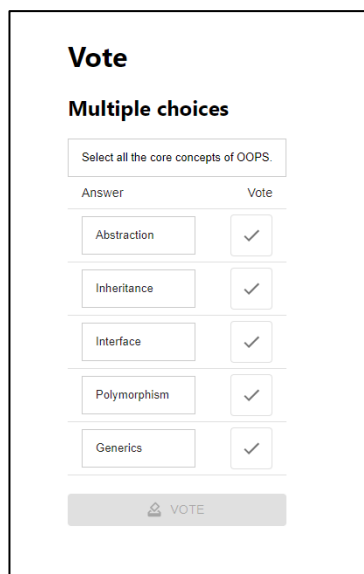 Vote
Multiple choices
Select all the core concepts of OOPS.
Answer Vote
Abstraction
Inheritance
Interface
Polymorphism
Generics
VOTE